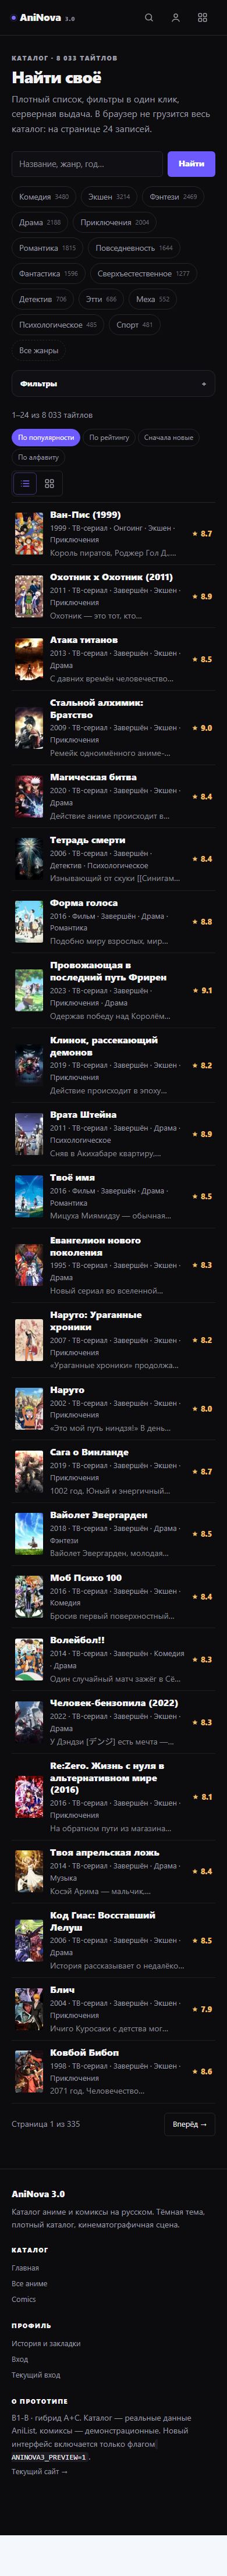 AniNova 3.0
КАТАЛОГ · 8 033 ТАЙТЛОВ
Найти своё
Плотный список, фильтры в один клик,
серверная выдача. В браузер не грузится весь
каталог: на странице 24 записей.
Название, жанр, год...
Найти
Комедия 3480 Экшен 3214 Фэнтези 2469
Драма 2188 Приключения 2004
Романтика 1815 Повседневность 1644
Фантастика 1596 Сверхъестественное 1277
Детектив 706 Этти 686 Меха 552
Психологическое 485 Спорт 481
Все жанры
Фильтры +
1–24 из 8 033 тайтлов
По популярности По рейтингу Сначала новые
По алфавиту
Ван-Пис (1999)
1999 · ТВ-сериал · Онгоинг · Экшен ·
Приключения
Король пиратов, Роджер Гол Д,...
★ 8.7
Охотник х Охотник (2011)
2011 · ТВ-сериал · Завершён · Экшен ·
Приключения
Охотник — это тот, кто...
★ 8.9
Атака титанов
2013 · ТВ-сериал · Завершён · Экшен ·
Драма
С давних времён человечество...
★ 8.5
Стальной алхимик:
Братство
2009 · ТВ-сериал · Завершён · Экшен ·
Приключения
Ремейк одноимённого аниме-...
★ 9.0
Магическая битва
2020 · ТВ-сериал · Завершён · Экшен ·
Драма
Действие аниме происходит в...
★ 8.4
Тетрадь смерти
2006 · ТВ-сериал · Завершён ·
Детектив · Психологическое
Изнывающий от скуки [[Синигам...
★ 8.4
Форма голоса
2016 · Фильм · Завершён · Драма ·
Романтика
Подобно миру взрослых, мир...
★ 8.8
Провожающая в
последний путь Фрирен
2023 · ТВ-сериал · Завершён ·
Приключения · Драма
Одержав победу над Королём...
★ 9.1
Клинок, рассекающий
демонов
2019 · ТВ-сериал · Завершён · Экшен ·
Приключения
Действие происходит в эпоху...
★ 8.2
Врата Штейна
2011 · ТВ-сериал · Завершён · Драма ·
Психологическое
Сняв в Акихабаре квартиру,...
★ 8.9
Твоё имя
2016 · Фильм · Завершён · Драма ·
Романтика
Мицуха Миямидзу — обычная...
★ 8.5
Евангелион нового
поколения
1995 · ТВ-сериал · Завершён · Экшен ·
Драма
Новый сериал во вселенной...
★ 8.3
Наруто: Ураганные
хроники
2007 · ТВ-сериал · Завершён · Экшен ·
Приключения
«Ураганные хроники» продолжа...
★ 8.2
Наруто
2002 · ТВ-сериал · Завершён · Экшен ·
Приключения
«Это мой путь ниндзя!» В день...
★ 8.0
Сага о Винланде
2019 · ТВ-сериал · Завершён · Экшен ·
Приключения
1002 год. Юный и энергичный...
★ 8.7
Вайолет Эвергарден
2018 · ТВ-сериал · Завершён · Драма ·
Фэнтези
Вайолет Эвергарден, молодая...
★ 8.5
Моб Психо 100
2016 · ТВ-сериал · Завершён · Экшен ·
Комедия
Бросив первый поверхностный...
★ 8.4
Волейбол!!
2014 · ТВ-сериал · Завершён · Комедия
· Драма
Один случайный матч зажёг в Сё...
★ 8.3
Человек-бензопила (2022)
2022 · ТВ-сериал · Завершён · Экшен ·
Драма
У Дэндзи [デンジ] есть мечта —...
★ 8.3
Re:Zero. Жизнь с нуля в
альтернативном мире
(2016)
2016 · ТВ-сериал · Завершён · Экшен ·
Приключения
На обратном пути из магазина...
★ 8.1
Твоя апрельская ложь
2014 · ТВ-сериал · Завершён · Драма ·
Музыка
Косэй Арима — мальчик,...
★ 8.4
Код Гиас: Восставший
Лелуш
2006 · ТВ-сериал · Завершён · Экшен ·
Драма
История рассказывает о недалёко...
★ 8.5
Блич
2004 · ТВ-сериал · Завершён · Экшен ·
Приключения
Ичиго Куросаки с детства мог...
★ 7.9
Ковбой Бибоп
1998 · ТВ-сериал · Завершён · Экшен ·
Приключения
2071 год. Человечество...
★ 8.6
Страница 1 из 335
Вперёд →
AniNova 3.0
Каталог аниме и комиксы на русском. Тёмная тема,
плотный каталог, кинематографичная сцена.
КАТАЛОГ
Главная
Все аниме
Comics
ПРОФИЛЬ
История и закладки
Вход
Текущий вход
О ПРОТОТИПЕ
B1-B · гибрид A+C. Каталог — реальные данные
AniList, комиксы — демонстрационные. Новый
интерфейс включается только флагом
ANINOVA3_PREVIEW=1 .
Текущий сайт →